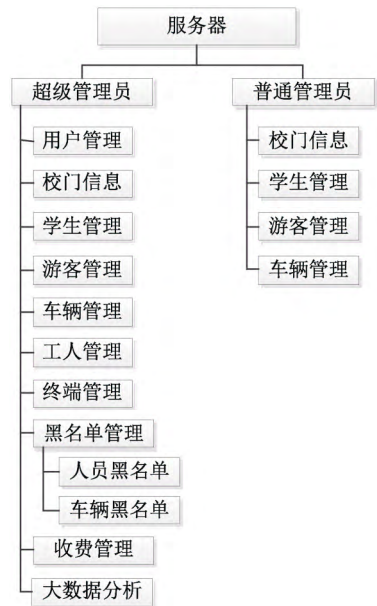 服务器
超级管理员
用户管理
校门信息
学生管理
游客管理
车辆管理
工人管理
终端管理
黑名单管理
人员黑名单
车辆黑名单
收费管理
大数据分析
普通管理员
校门信息
学生管理
游客管理
车辆管理